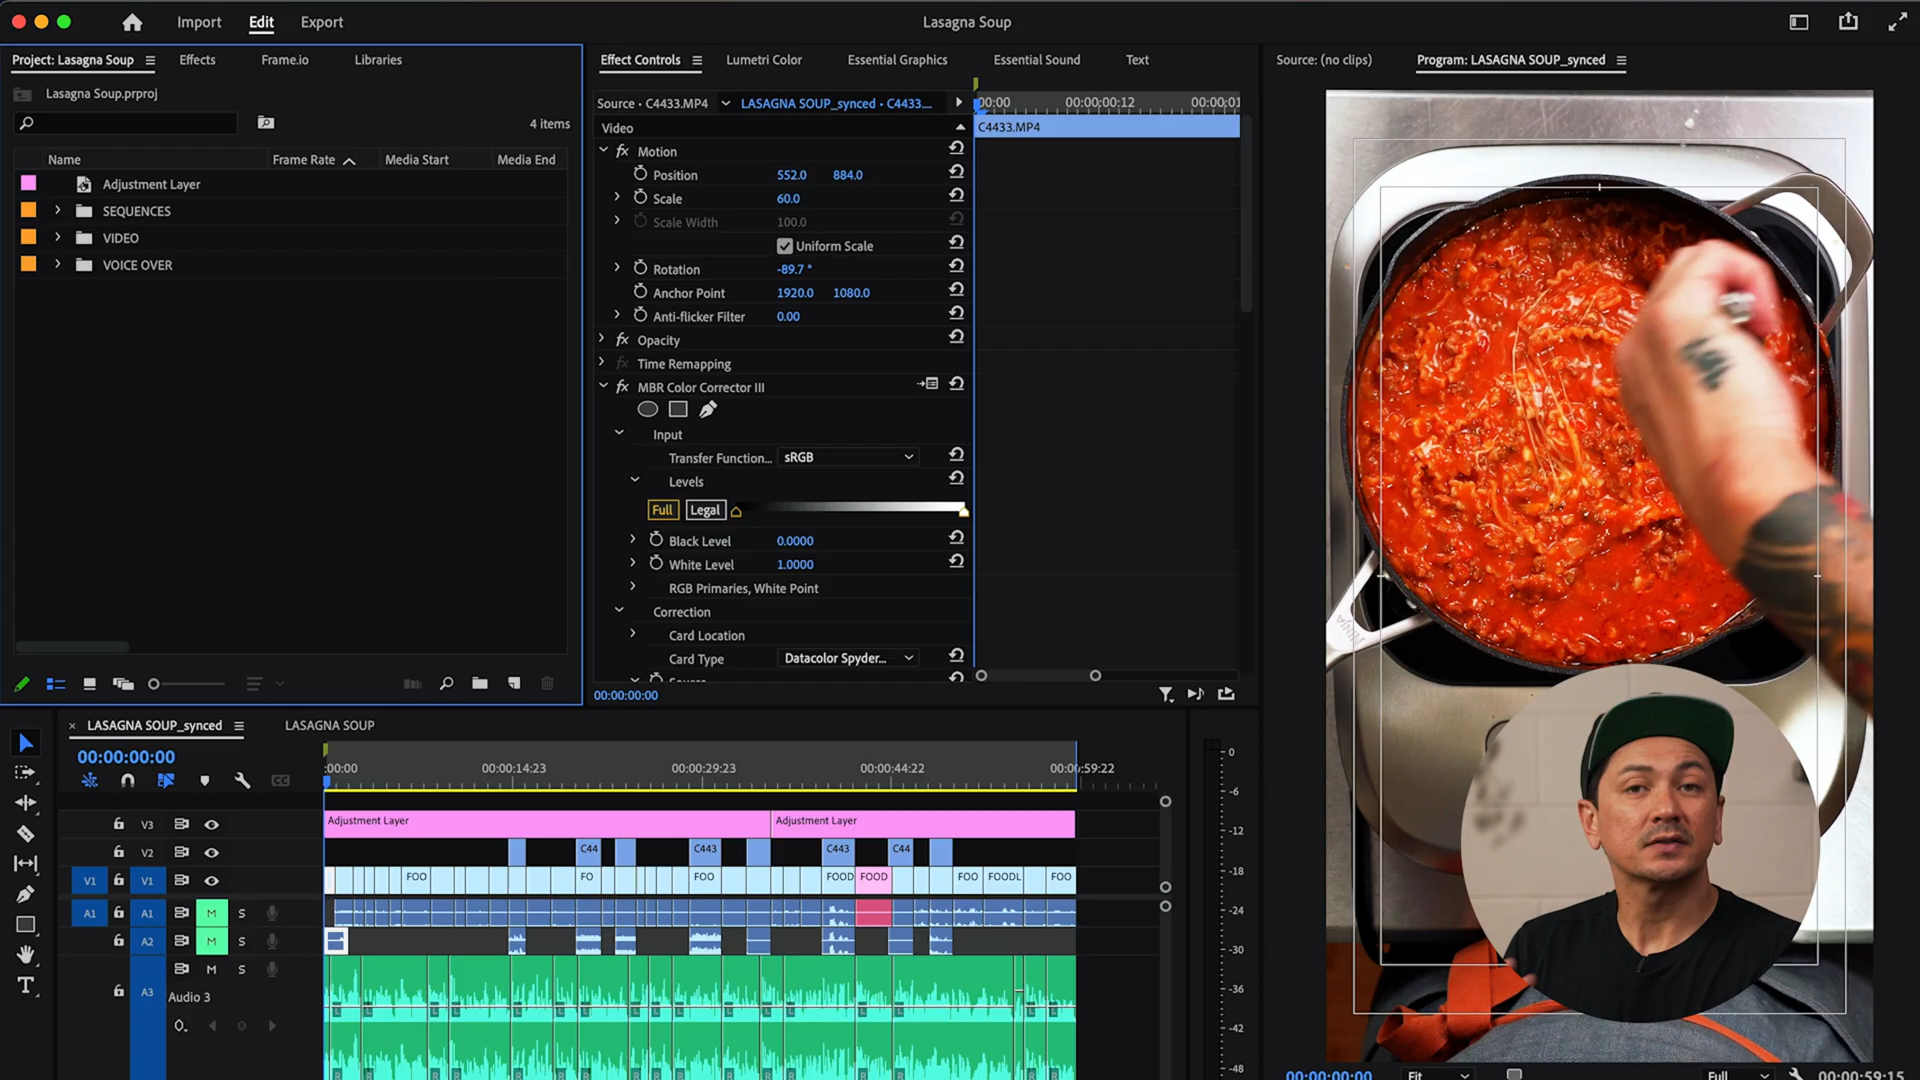 Import Edit Export Lasagna Soup
Project: Lasagna Soup Effects Frame.io Libraries
Lasagna Soup.prproj
4 items
Name Frame Rate Media Start Media End
Adjustment Layer
SEQUENCES
VIDEO
VOICE OVER
Effect Controls Lumetri Color Essential Graphics Essential Sound Text
Source • C4433.MP4 LASAGNA SOUP_synced • C4433.... :00:00 00:00:00:12 00:00:01
Video C4433.MP4
fx Motion
Position 552.0 884.0
Scale 60.0
Scale Width 100.0
Uniform Scale
Rotation -89.7 °
Anchor Point 1920.0 1080.0
Anti-flicker Filter 0.00
fx Opacity
fx Time Remapping
fx MBR Color Corrector III
Input
Transfer Function... sRGB
Levels
Full Legal
Black Level 0.0000
White Level 1.0000
RGB Primaries, White Point
Correction
Card Location
Card Type Datacolor Spyder...
00:00:00:00
Source: (no clips) Program: LASAGNA SOUP_synced
NINJA
00:00:00:00 Fit Full 00:00:59:15
× LASAGNA SOUP_synced LASAGNA SOUP
00:00:00:00
:00:00 00:00:14:23 00:00:29:23 00:00:44:22 00:00:59:22
CC
V3 Adjustment Layer Adjustment Layer
V2 C44 C443 C443 C44
V1 V1 FOO FO FOO FOOD FOOD FOO FOODL FOO
A1 A1 M S
A2 M S
M S
A3 Audio 3
L L L L L L L L L L L L L L L
R R R R R R R R R R R R R R R
0
-6
-12
-18
-24
-30
-36
-42
-48